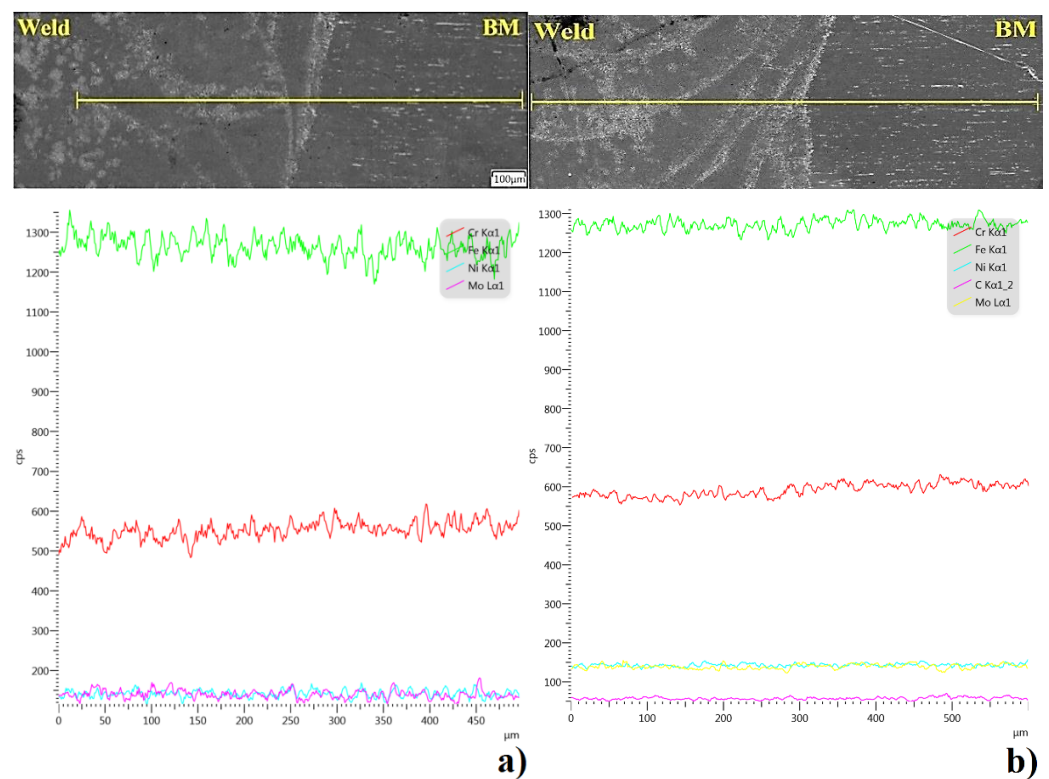 Weld BM
100μm
Weld BM
1300
1200
1100
1000
900
800
700
600
500
400
300
200
cps
Cr Kα1
Fe Kα1
Ni Kα1
Mo Lα1
0 50 100 150 200 250 300 350 400 450
μm
a)
1300
1200
1100
1000
900
800
700
600
500
400
300
200
100
cps
Cr Kα1
Fe Kα1
Ni Kα1
C Kα1_2
Mo Lα1
0 100 200 300 400 500
μm
b)